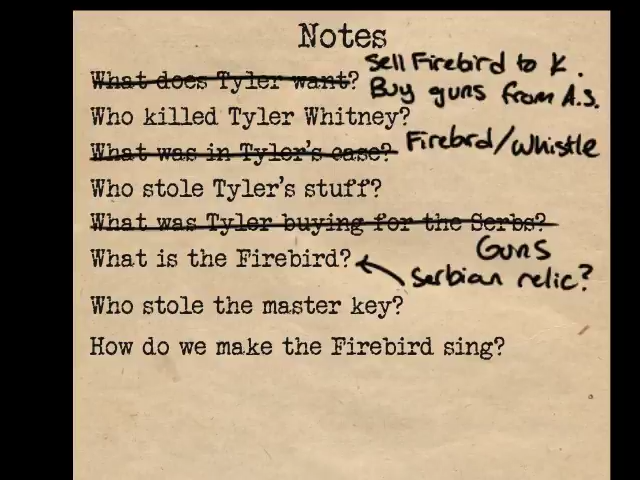 Notes
What does Tyler want? Sell Firebird to K.
Buy guns from A.S.
Who killed Tyler Whitney?
What was in Tyler's case? Firebird/Whistle
Who stole Tyler's stuff?
What was Tyler buying for the Serbs?
Guns
What is the Firebird?
Serbian relic?
Who stole the master key?
How do we make the Firebird sing?